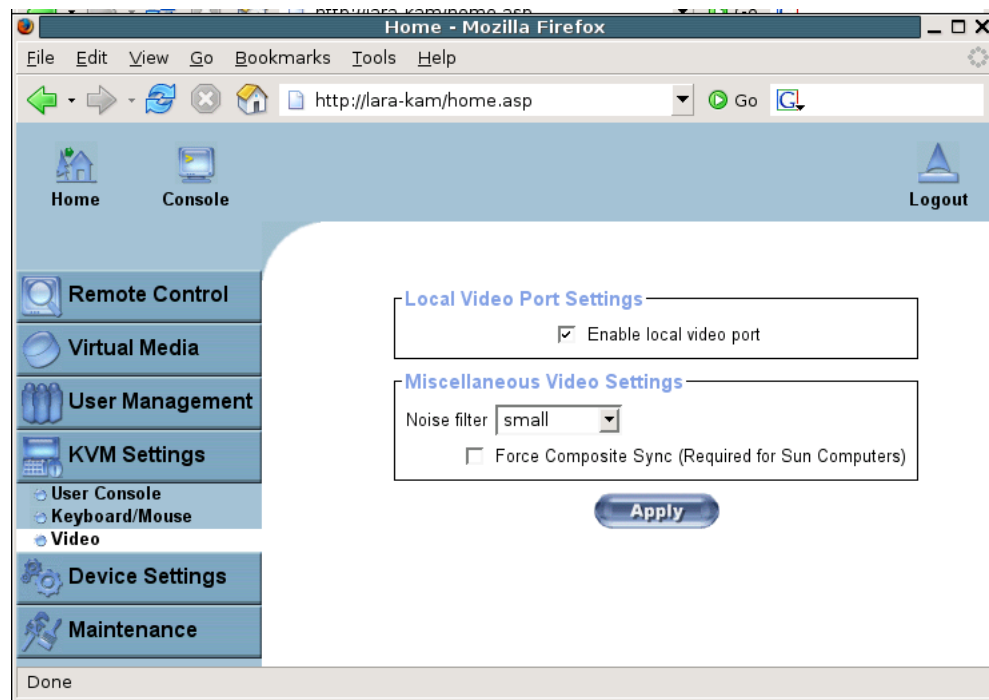 Home - Mozilla Firefox
File Edit View Go Bookmarks Tools Help
http://lara-kam/home.asp Go G
Home Console Logout
Remote Control
Virtual Media
User Management
KVM Settings
User Console
Keyboard/Mouse
Video
Device Settings
Maintenance
Local Video Port Settings
Enable local video port
Miscellaneous Video Settings
Noise filter small
Force Composite Sync (Required for Sun Computers)
Apply
Done